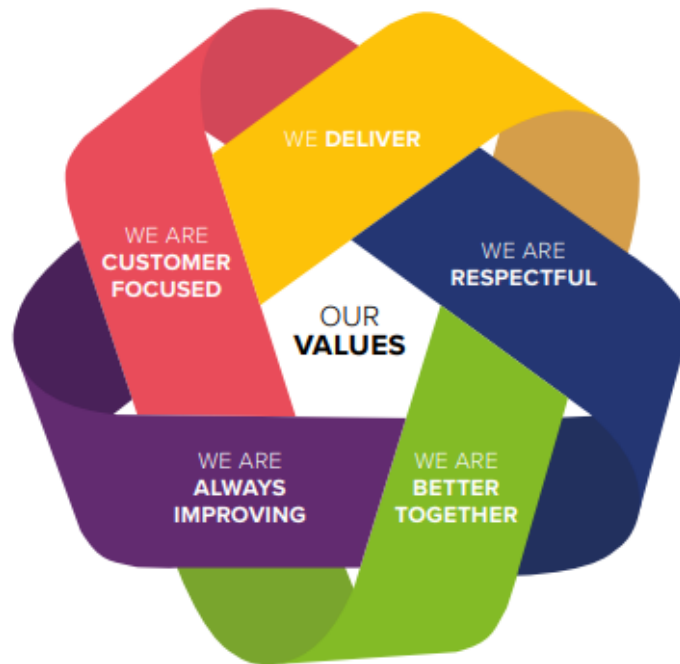 WE DELIVER
WE ARE
CUSTOMER
FOCUSED
WE ARE
RESPECTFUL
OUR
VALUES
WE ARE
ALWAYS
IMPROVING
WE ARE
BETTER
TOGETHER